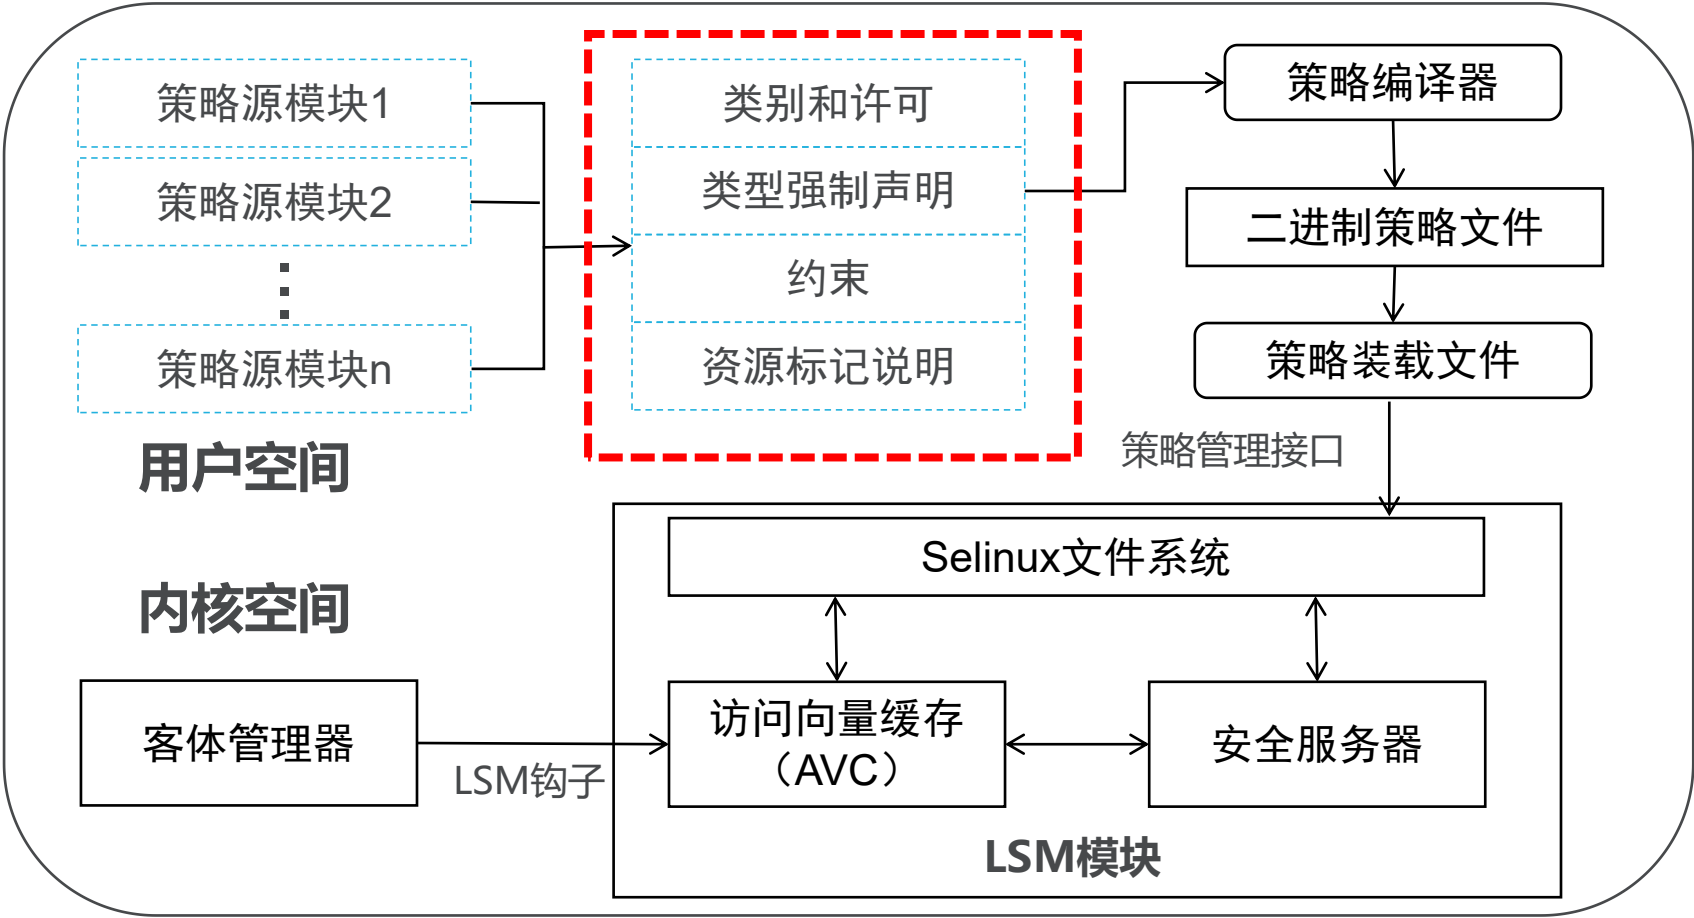 策略源模块1
策略源模块2
策略源模块n
类别和许可
类型强制声明
约束
资源标记说明
策略编译器
二进制策略文件
策略装载文件
策略管理接口
用户空间
内核空间
Selinux文件系统
客体管理器
LSM钩子
访问向量缓存
（AVC）
安全服务器
LSM模块